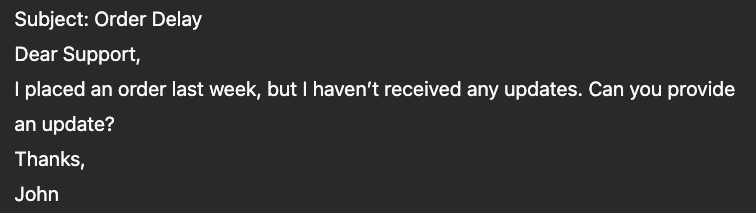 Subject: Order Delay
Dear Support,
I placed an order last week, but I haven’t received any updates. Can you provide
an update?
Thanks,
John